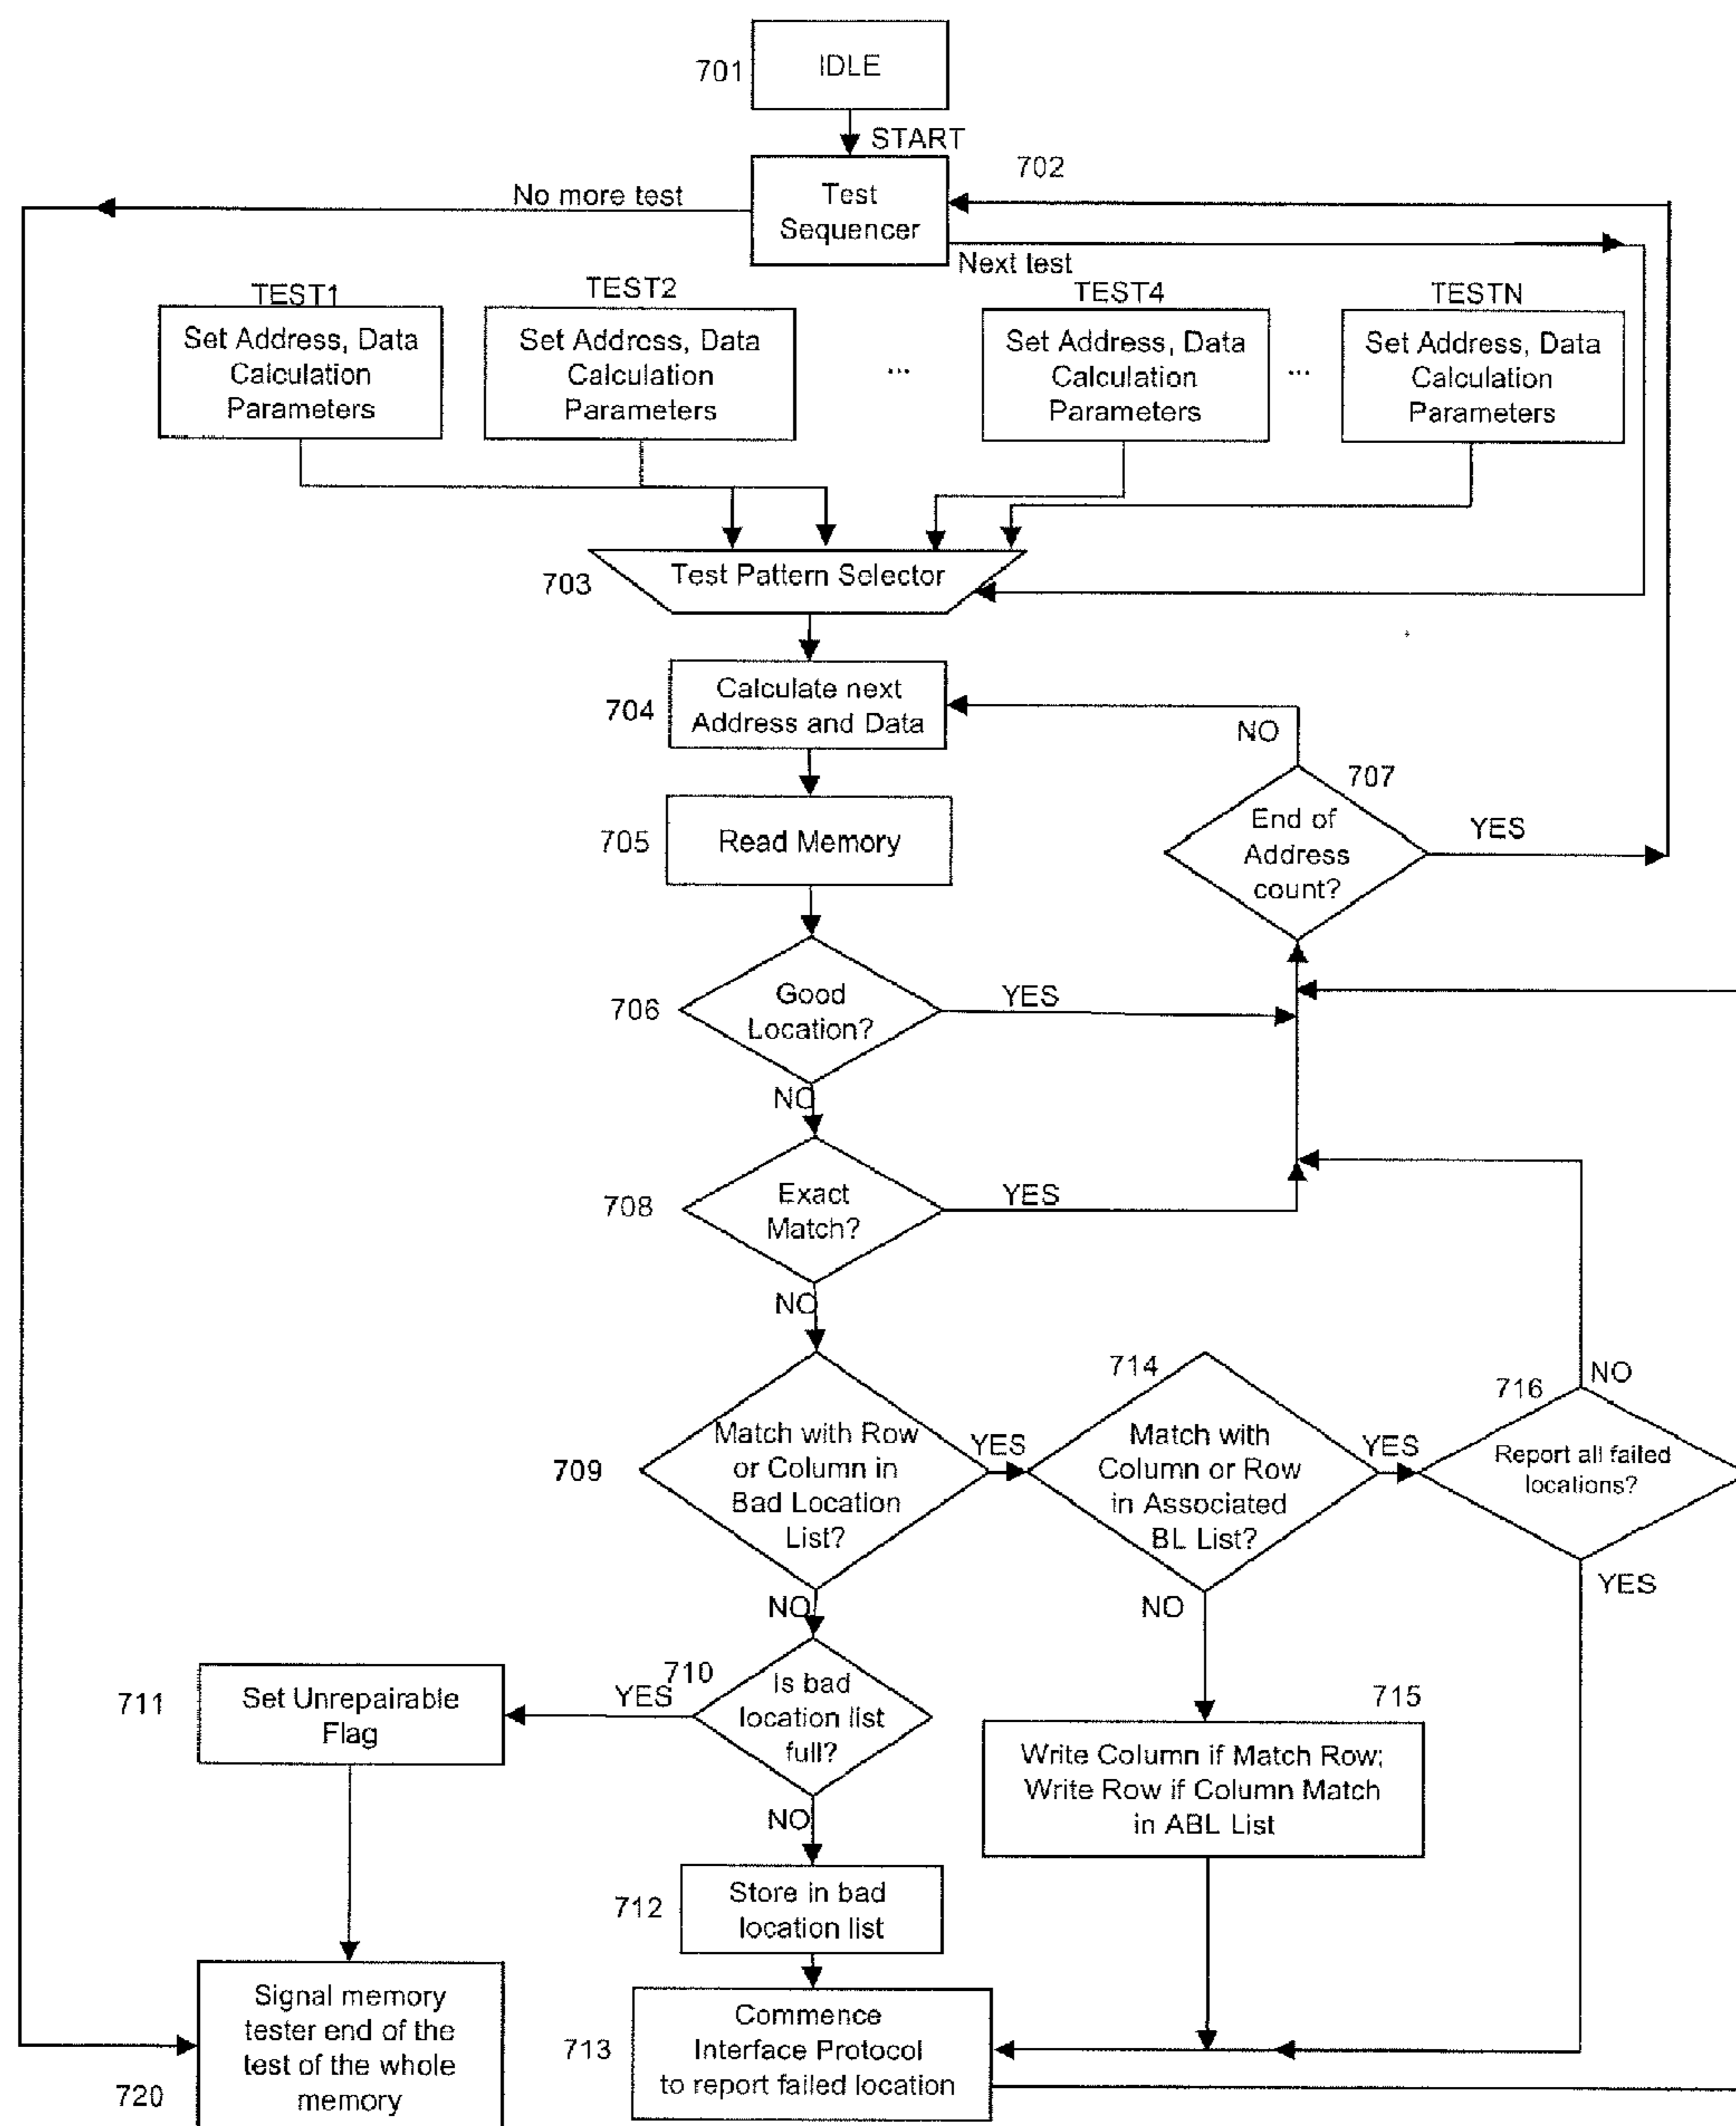 701
IDLE
START
702
No more test
Test
Sequencer
Next test
TEST1
TEST2
TEST4
TESTN
Set Address, Data
Calculation
Parameters
Set Address, Data
Calculation
Parameters
...
Set Address, Data
Calculation
Parameters
...
Set Address, Data
Calculation
Parameters
703
Test Pattern Selector
704
Calculate next
Address and Data
NO
707
705
Read Memory
End of
Address
count?
YES
706
Good
Location?
YES
NO
708
Exact
Match?
YES
NO
709
Match with Row
or Column in
Bad Location
List?
YES
714
Match with
Column or Row
in Associated
BL List?
YES
716
NO
Report all failed
locations?
YES
NO
NO
710
Is bad
location list
full?
YES
711
Set Unrepairable
Flag
715
Write Column if Match Row;
Write Row if Column Match
in ABL List
NO
712
Store in bad
location list
713
Commence
Interface Protocol
to report failed location
720
Signal memory
tester end of the
test of the whole
memory